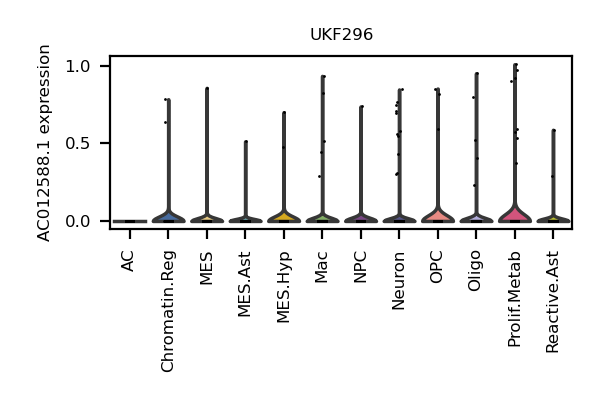 UKF296
AC012588.1 expression
1.0
0.5
0.0
AC
Chromatin.Reg
MES
MES.Ast
MES.Hyp
Mac
NPC
Neuron
OPC
Oligo
Prolif.Metab
Reactive.Ast